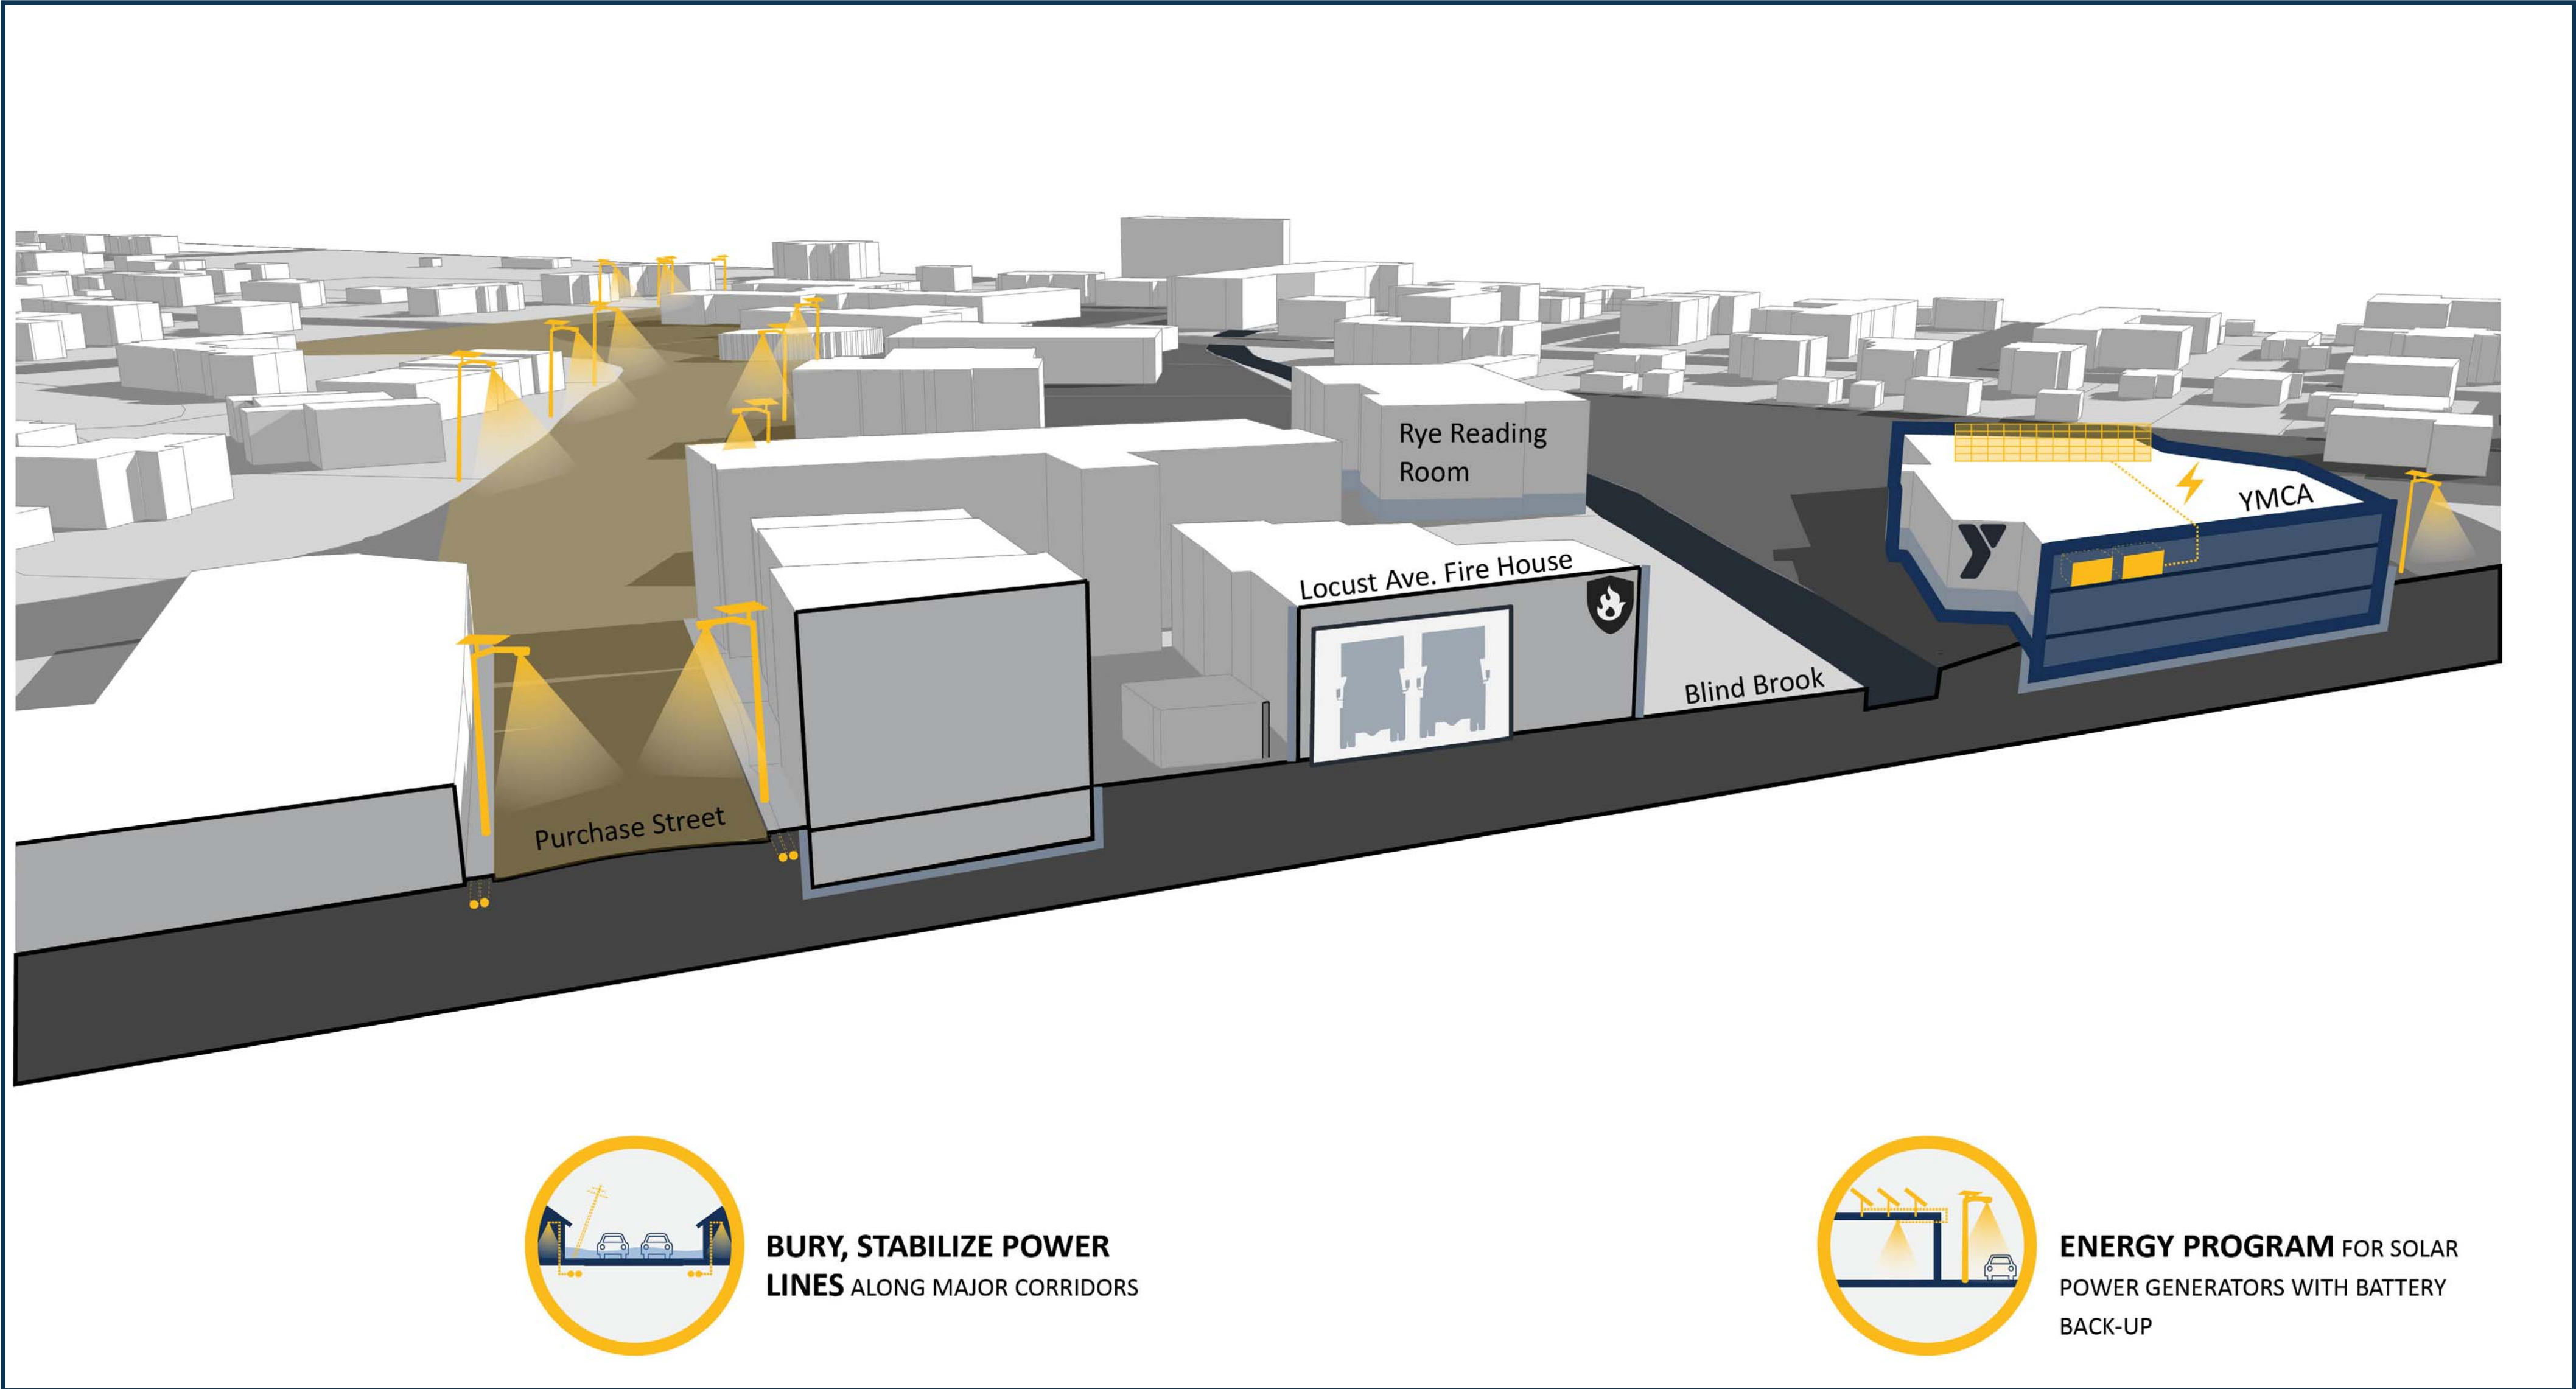 Rye Reading
Room
YMCA
Locust Ave. Fire House
Blind Brook
Purchase Street
BURY, STABILIZE POWER
LINES ALONG MAJOR CORRIDORS
ENERGY PROGRAM FOR SOLAR
POWER GENERATORS WITH BATTERY
BACK-UP